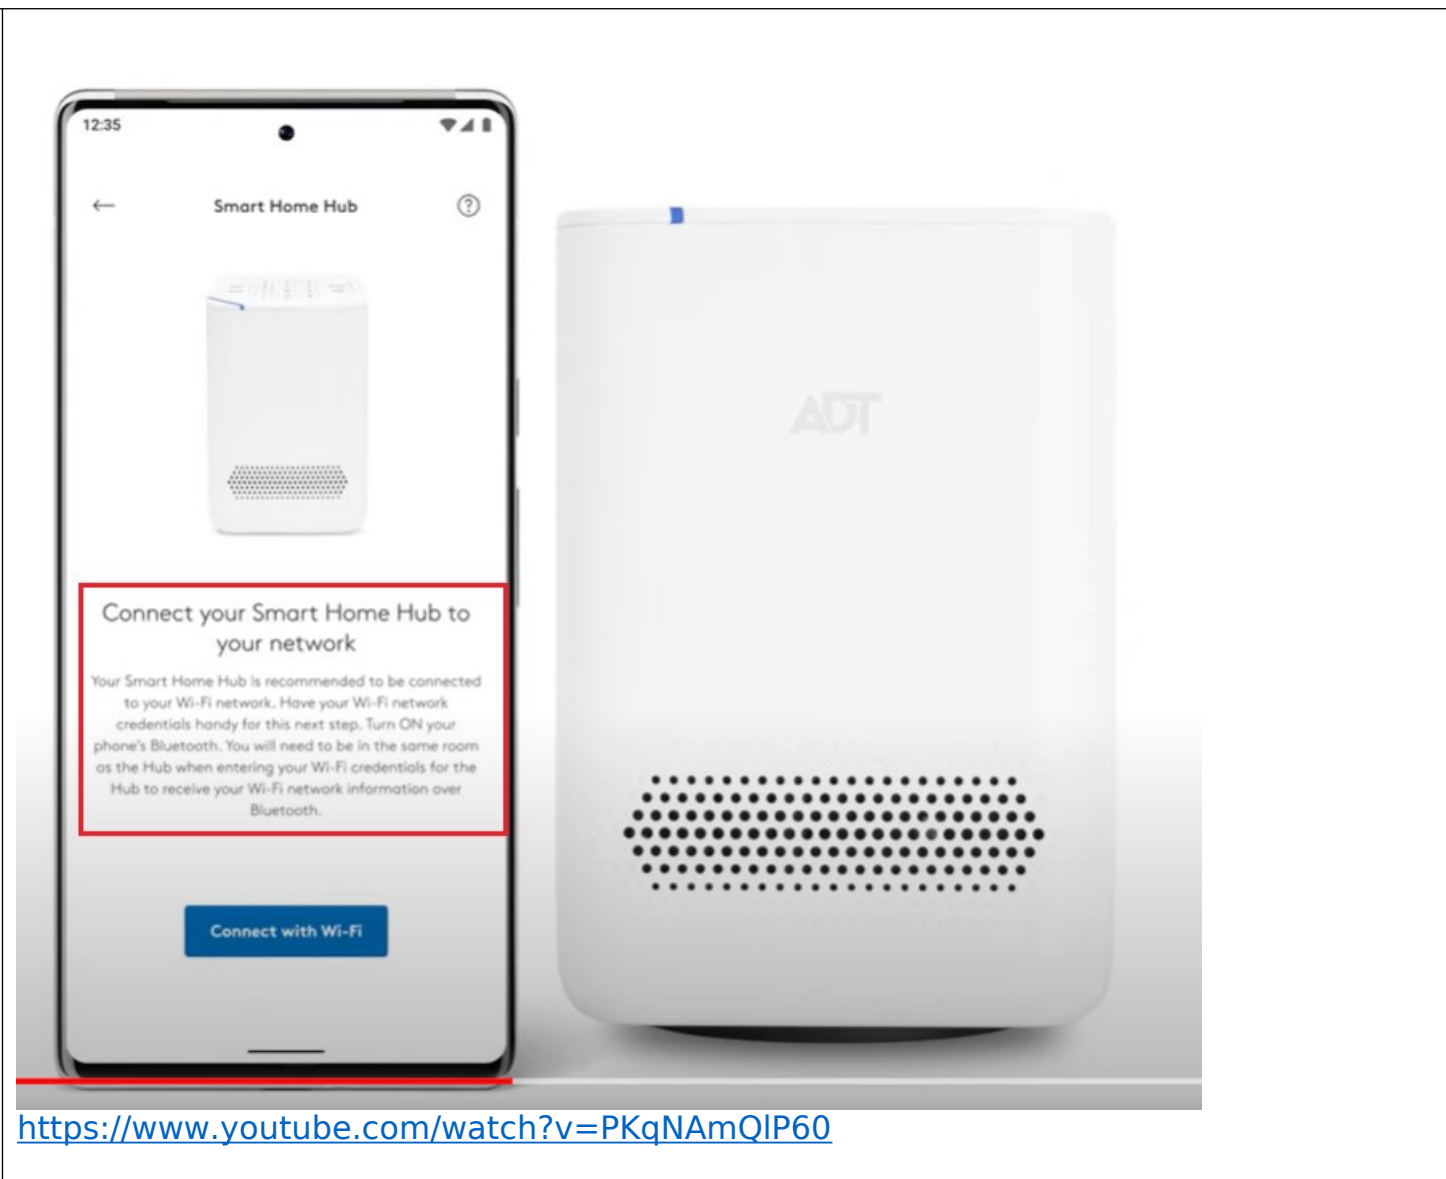 12:35
Smart Home Hub
ADT
Connect your Smart Home Hub to
your network
Your Smart Home Hub is recommended to be connected
to your Wi-Fi network. Have your Wi-Fi network
credentials handy for this next step. Turn ON your
phone's Bluetooth. You will need to be in the same room
as the Hub when entering your Wi-Fi credentials for the
Hub to receive your Wi-Fi network information over
Bluetooth.
Connect with Wi-Fi
https://www.youtube.com/watch?v=PKqNAmQlP60